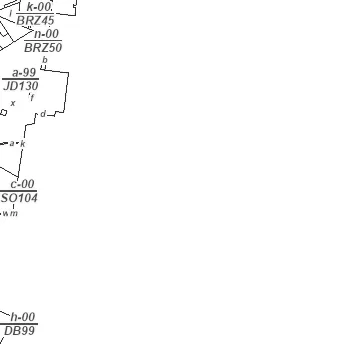 k-00
l
BRZ45
n-00
BRZ50
b
a-99
JD130
f
x
d
a k
c-00
SO104
w m
h-00
DB99